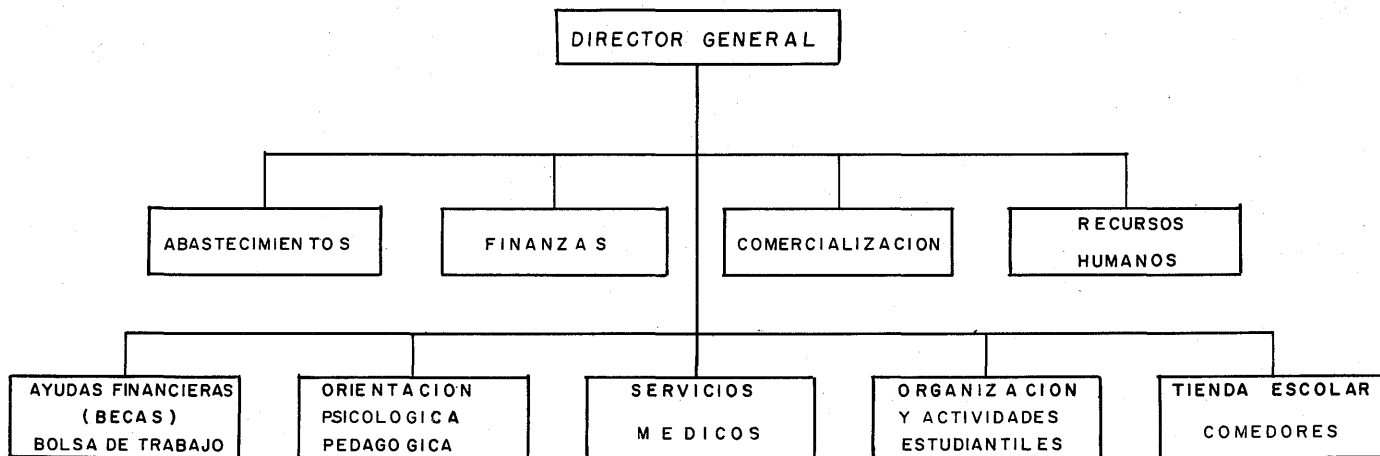 DIRECTOR GENERAL
ABASTECIMIENTOS
FINANZAS
COMERCIALIZACION
RECURSOS
HUMANOS
AYUDAS FINANCIERAS
(BECAS)
BOLSA DE TRABAJO
ORIENTACION
PSICOLOGICA
PEDAGOGICA
SERVICIOS
MEDICOS
ORGANIZACION
Y ACTIVIDADES
ESTUDIANTILES
TIENDA ESCOLAR
COMEDORES